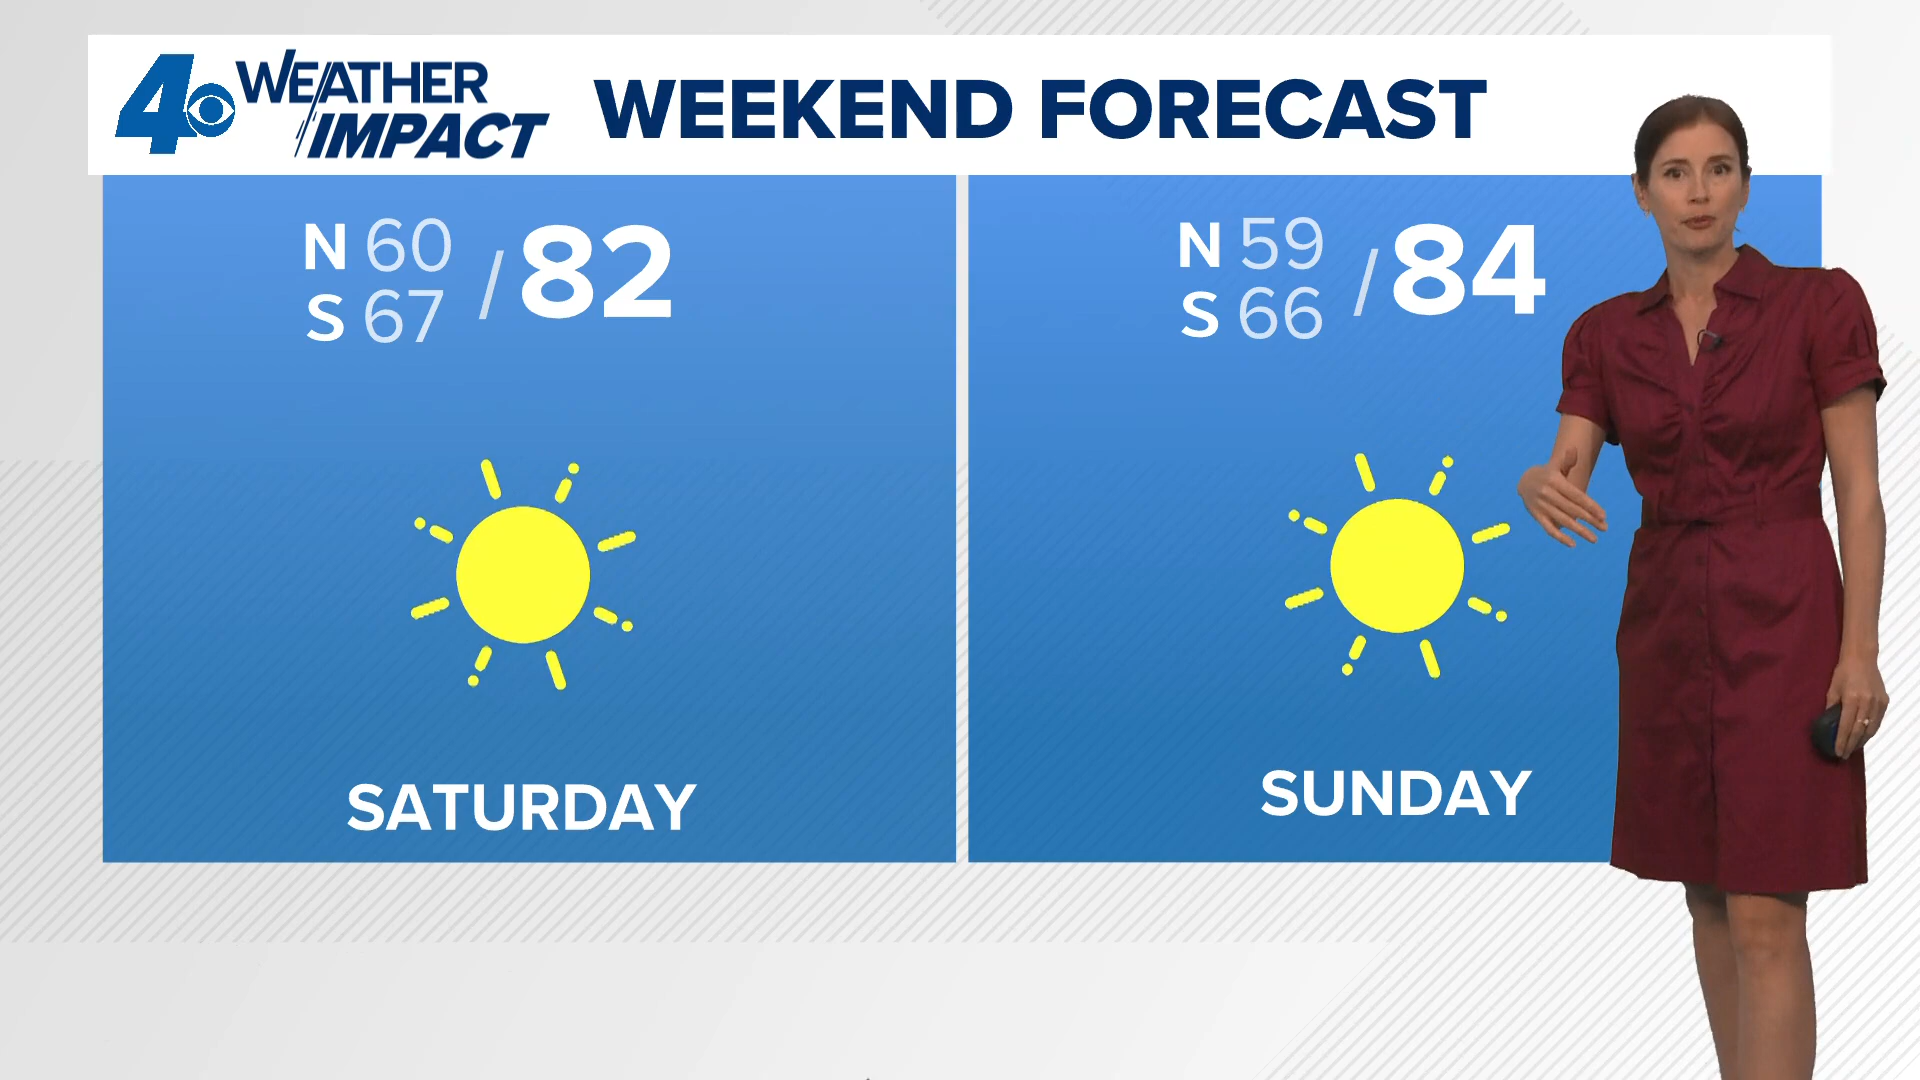 4 WEATHER IMPACT
WEEKEND FORECAST
N 60
S 67
/ 82
SATURDAY
N 59
S 66
/ 84
SUNDAY